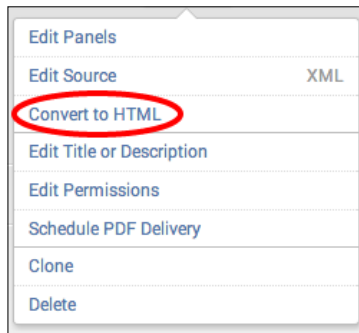 Edit Panels
Edit Source XML
Convert to HTML
Edit Title or Description
Edit Permissions
Schedule PDF Delivery
Clone
Delete